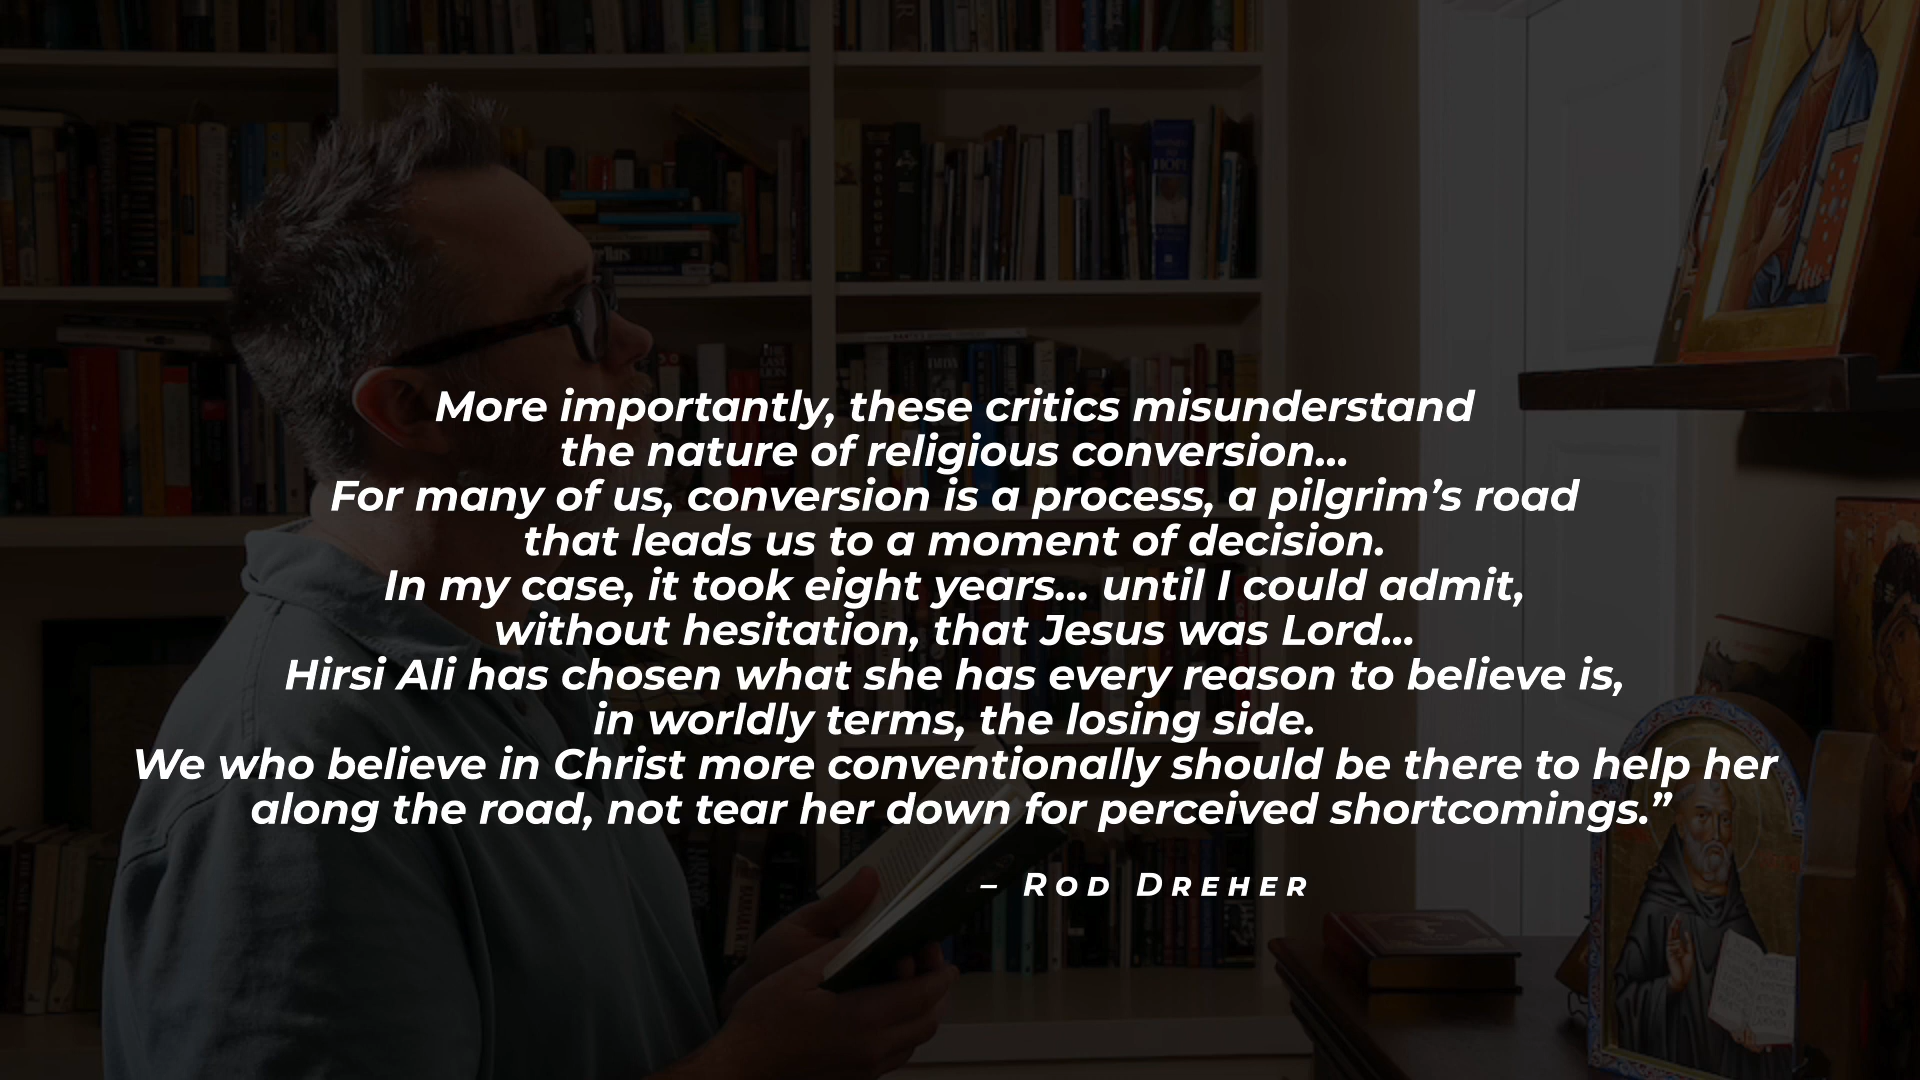 More importantly, these critics misunderstand
the nature of religious conversion...
For many of us, conversion is a process, a pilgrim’s road
that leads us to a moment of decision.
In my case, it took eight years... until I could admit,
without hesitation, that Jesus was Lord...
Hirsi Ali has chosen what she has every reason to believe is,
in worldly terms, the losing side.
We who believe in Christ more conventionally should be there to help her
along the road, not tear her down for perceived shortcomings.”
– Rod Dreher